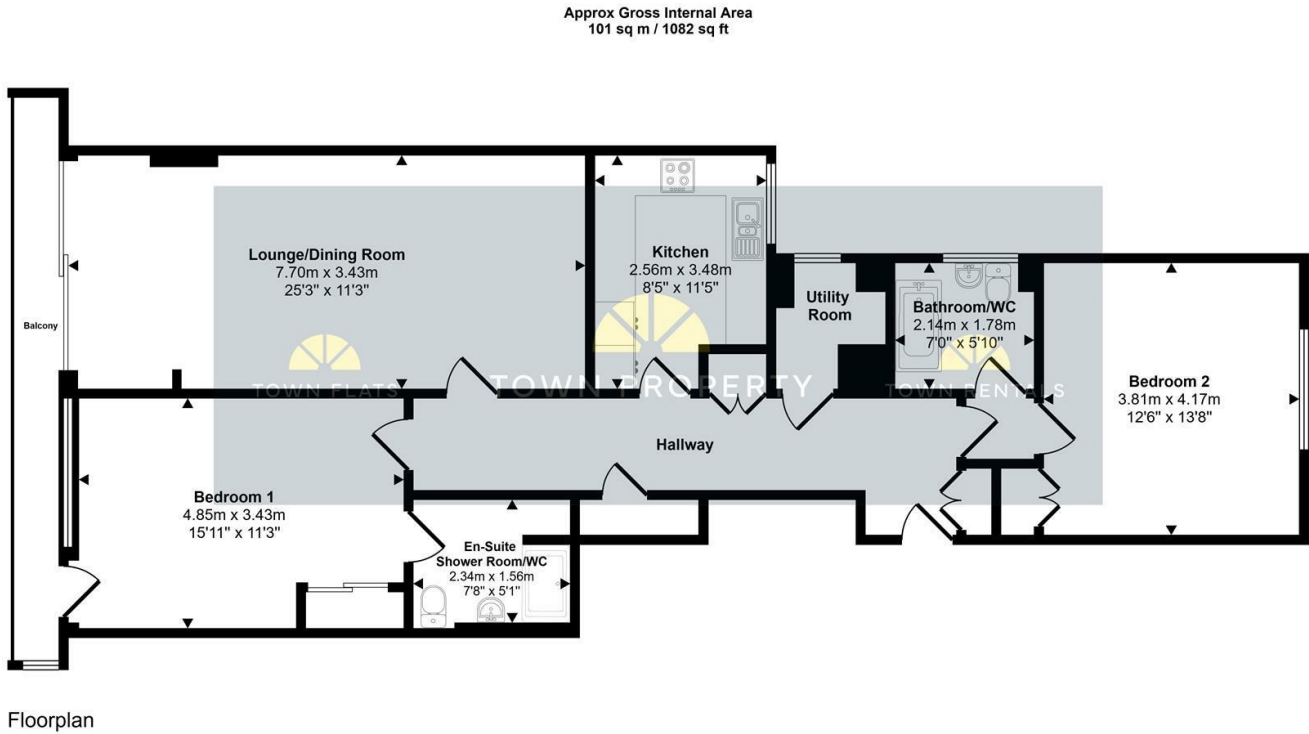 Approx Gross Internal Area
101 sq m / 1082 sq ft
Lounge/Dining Room
7.70m x 3.43m
25'3" x 11'3"
Kitchen
2.56m x 3.48m
8'5" x 11'5"
Utility
Room
Bathroom/WC
2.14m x 1.78m
7'0" x 5'10"
Balcony
Bedroom 2
3.81m x 4.17m
12'6" x 13'8"
TOWN FLATS
TOWN PROPERTY
TOWN RENTALS
Hallway
Bedroom 1
4.85m x 3.43m
15'11" x 11'3"
En-Suite
Shower Room/WC
2.34m x 1.56m
7'8" x 5'1"
Floorplan